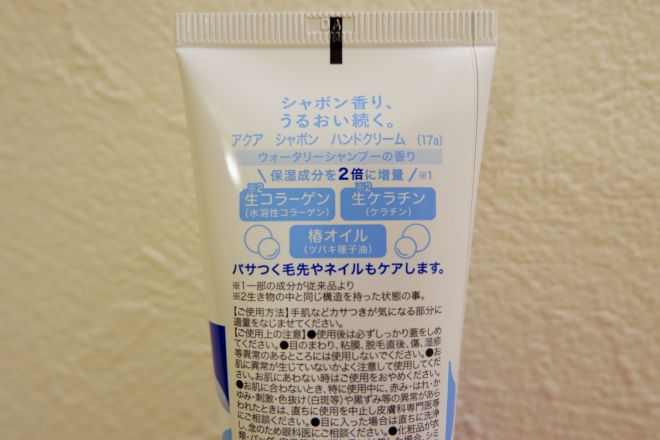 シャボン香り、
うるおい続く。
アクア シャボン ハンドクリーム (17a)
ウォータリーシャンプーの香り
\ 保湿成分を2倍に増量 / ※1
※2 ※2
生コラーゲン 生ケラチン
(水溶性コラーゲン) (ケラチン)
椿オイル
(ツバキ種子油)
パサつく毛先やネイルもケアします。
※1一部の成分が従来品より
※2生き物の中と同じ構造を持った状態の事。
【ご使用方法】手肌などカサつきが気になる部分に
適量をなじませてください。
【ご使用上の注意】●使用後は必ずしっかり蓋をしめ
てください。●目のまわり、粘膜、脱毛直後、傷、湿疹
等異常のあるところには使用しないでください。●お
肌に異常が生じていないかよく注意して使用してく
ださい。お肌にあわない時はご使用をおやめください。
●お肌に合わないとき、特に使用中に、赤み・はれ・か
ゆみ・刺激・色抜け(白斑等)や黒ずみ等の異常があら
われたときは、直ちに使用を中止し皮膚科専門医等
にご相談ください。●目に入った場合は直ちに洗浄
し、念のため眼科医にご相談ください。●化粧品が衣